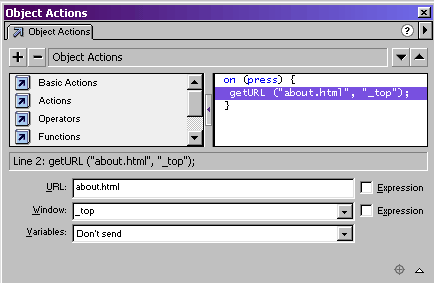 Object Actions
Object Actions
?
+ - Object Actions
Basic Actions
Actions
Operators
Functions
on (press) {
getURL ("about.html", "_top");
}
Line 2: getURL ("about.html", "_top");
URL: about.html Expression
Window: _top Expression
Variables: Don't send